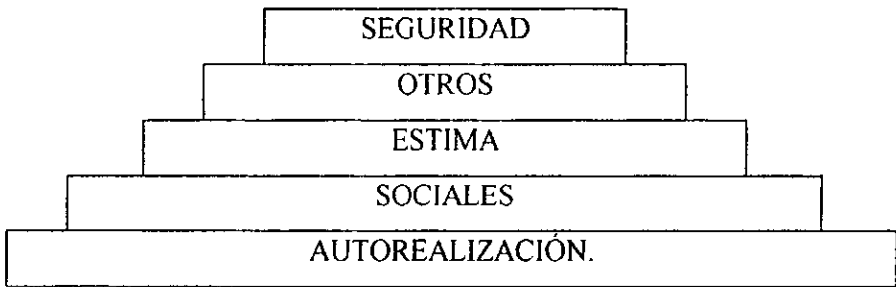 SEGURIDAD
OTROS
ESTIMA
SOCIALES
AUTOREALIZACIÓN.